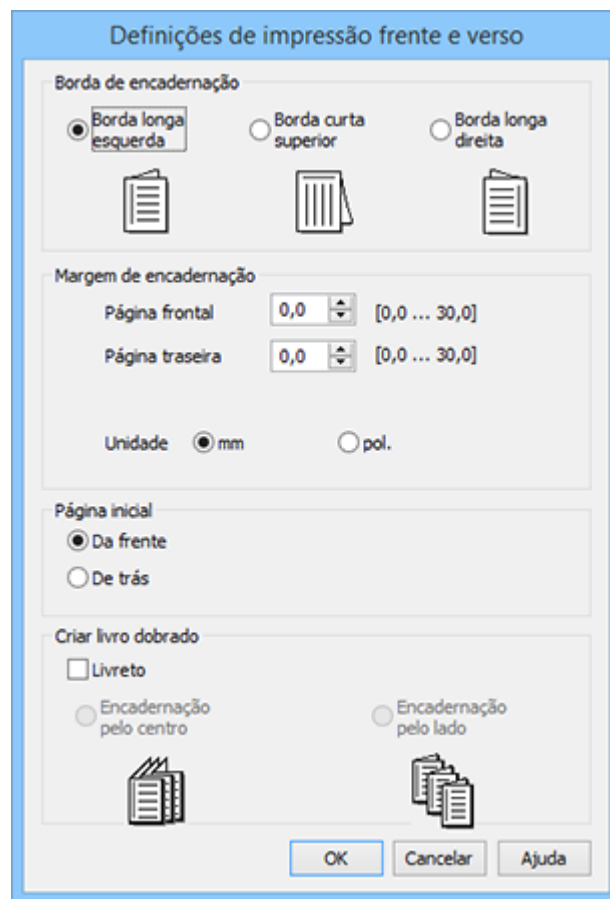 Definições de impressão frente e verso
Borda de encadernação
Borda longa esquerda
Borda curta superior
Borda longa direita
Margem de encadernação
Página frontal 0,0 [0,0 ... 30,0]
Página traseira 0,0 [0,0 ... 30,0]
Unidade mm pol.
Página inicial
Da frente
De trás
Criar livro dobrado
Livreto
Encadernação pelo centro
Encadernação pelo lado
OK Cancelar Ajuda